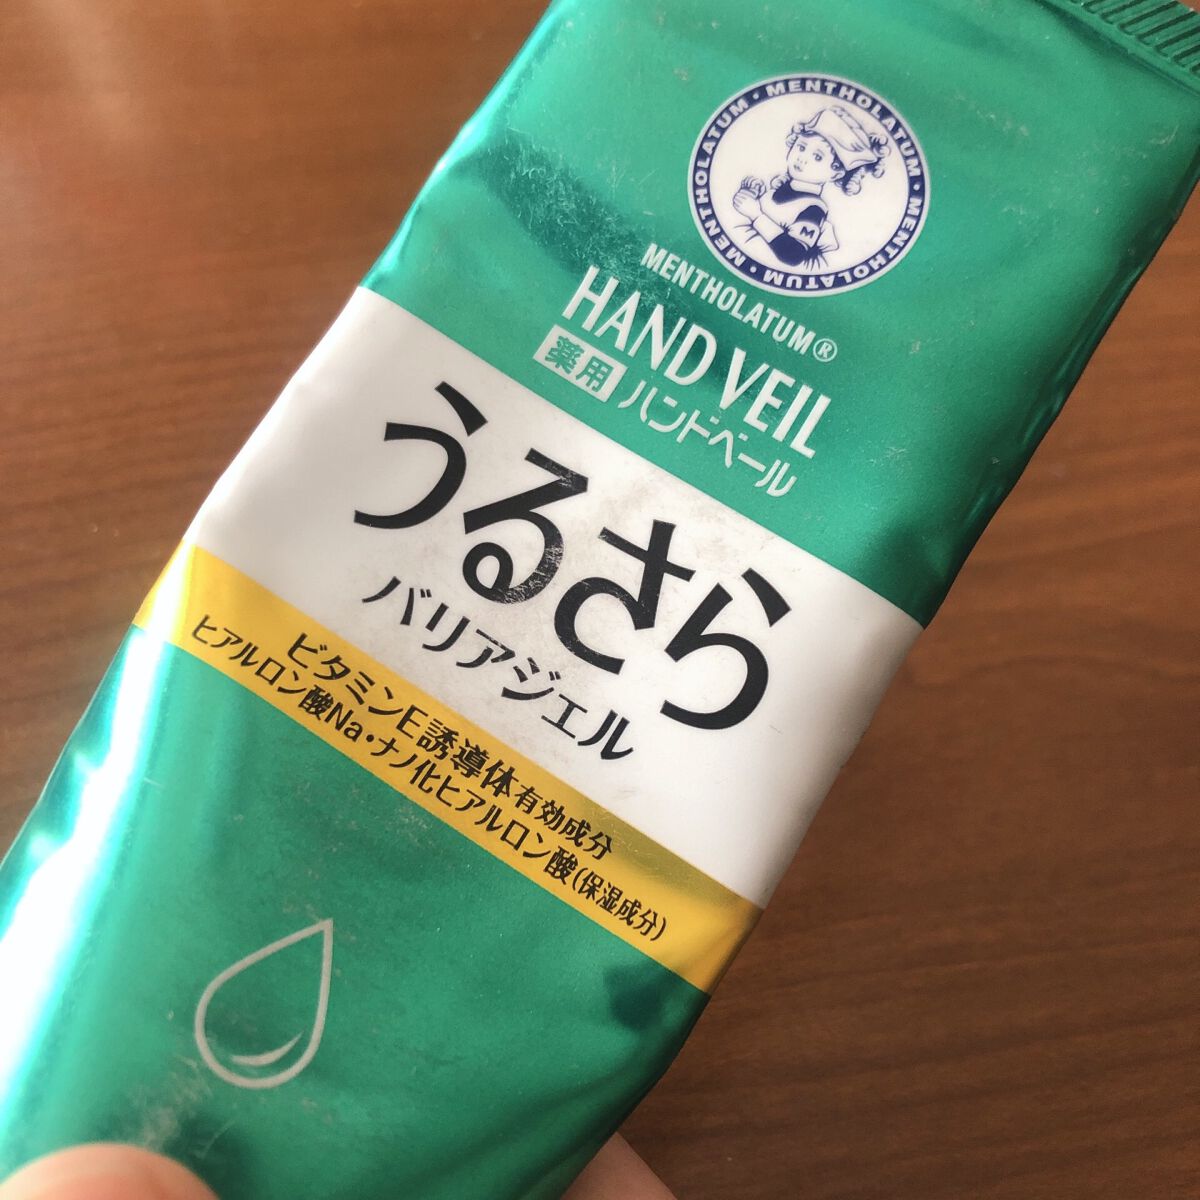 MENTHOLATUM・MENTHOLATUM・MENTHOLATUM・MENTHOLATUM・
M
MENTHOLATUM®
HAND VEIL
薬用 ハンドベール
うるさら
バリアジェル
ビタミンE誘導体有効成分
ヒアルロン酸Na・ナノ化ヒアルロン酸(保湿成分)